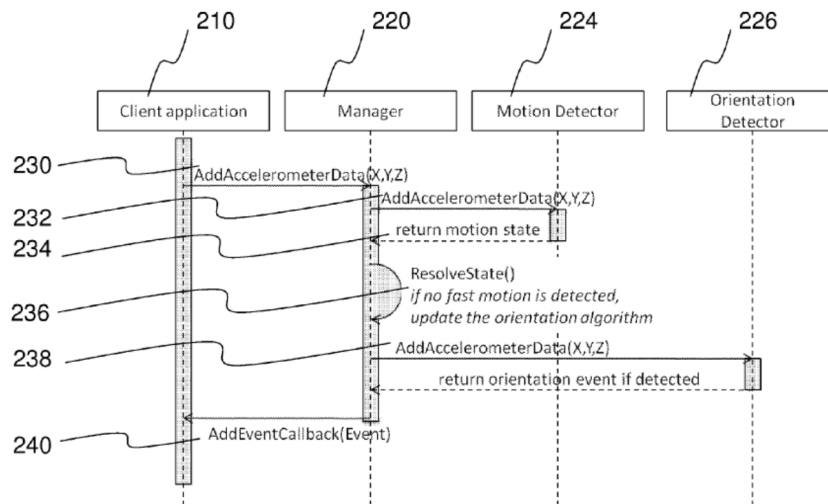 210
220
224
226
Client application
Manager
Motion Detector
Orientation
Detector
230
AddAccelerometerData(X,Y,Z)
232
AddAccelerometerData(X,Y,Z)
234
return motion state
ResolveState()
236
if no fast motion is detected,
update the orientation algorithm
238
AddAccelerometerData(X,Y,Z)
return orientation event if detected
AddEventCallback(Event)
240